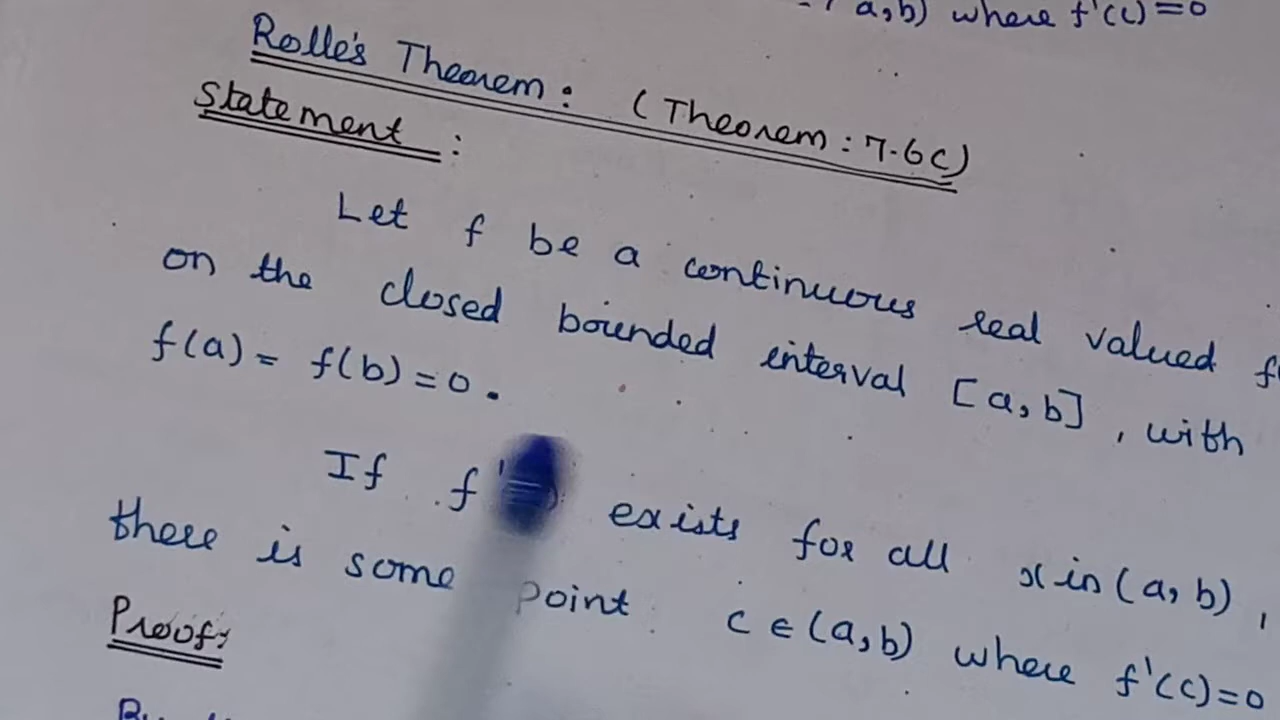 a,b) where f'(c)=0
Rolle's Theorem: (Theorem: 7.6C)
Statement:
Let f be a continuous real valued
on the closed bounded interval [a,b], with
f(a) = f(b) = 0.
If f' exists for all x in (a,b),
there is some point c ∈ (a,b) where f'(c)=0
Proof: